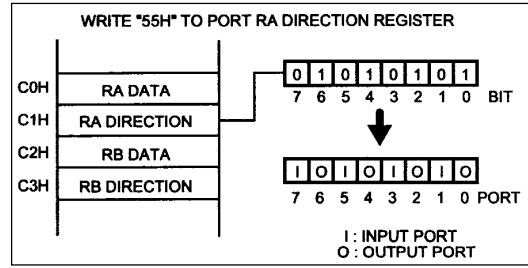 WRITE "55H" TO PORT RA DIRECTION REGISTER
C0H RA DATA
C1H RA DIRECTION
C2H RB DATA
C3H RB DIRECTION
0 1 0 1 0 1 0 1
7 6 5 4 3 2 1 0 BIT
I O I O I O I O
7 6 5 4 3 2 1 0 PORT
I : INPUT PORT
O : OUTPUT PORT